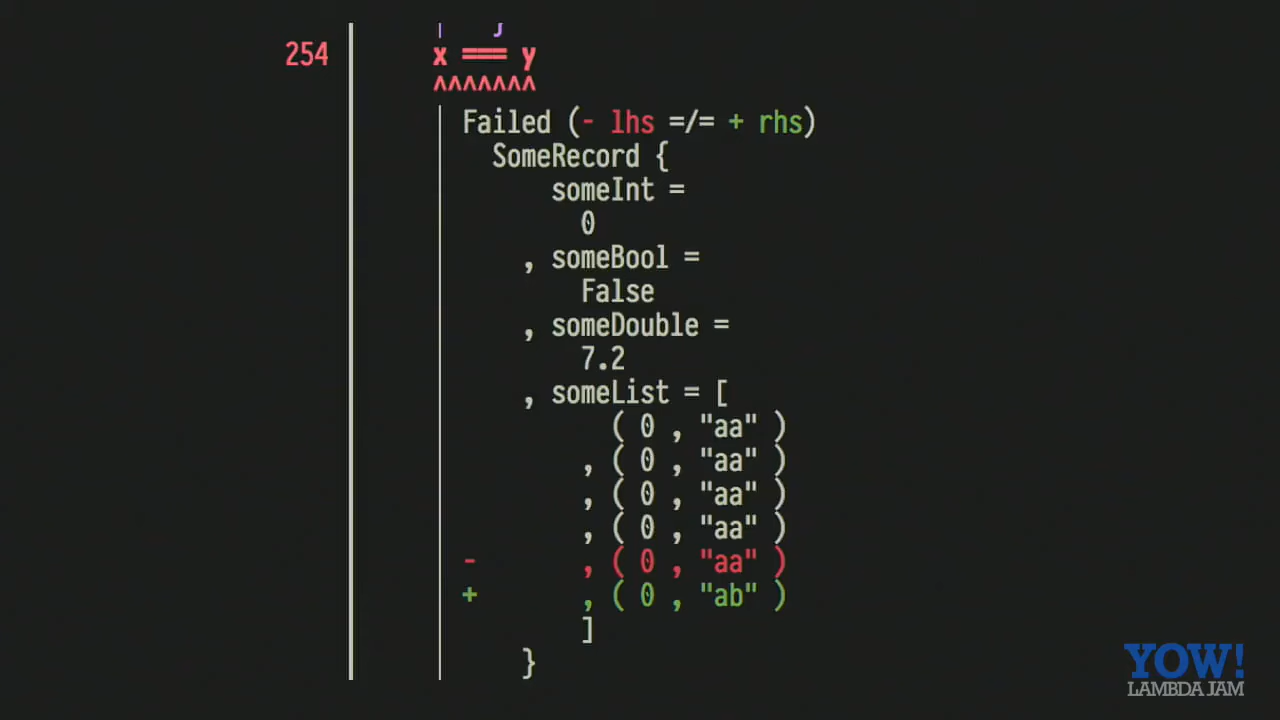 254 x === y
^^^^^^^
Failed (- lhs =/= + rhs)
SomeRecord {
someInt =
0
, someBool =
False
, someDouble =
7.2
, someList = [
( 0 , "aa" )
, ( 0 , "aa" )
, ( 0 , "aa" )
, ( 0 , "aa" )
- , ( 0 , "aa" )
+ , ( 0 , "ab" )
]
}
YOW!
LAMBDA JAM